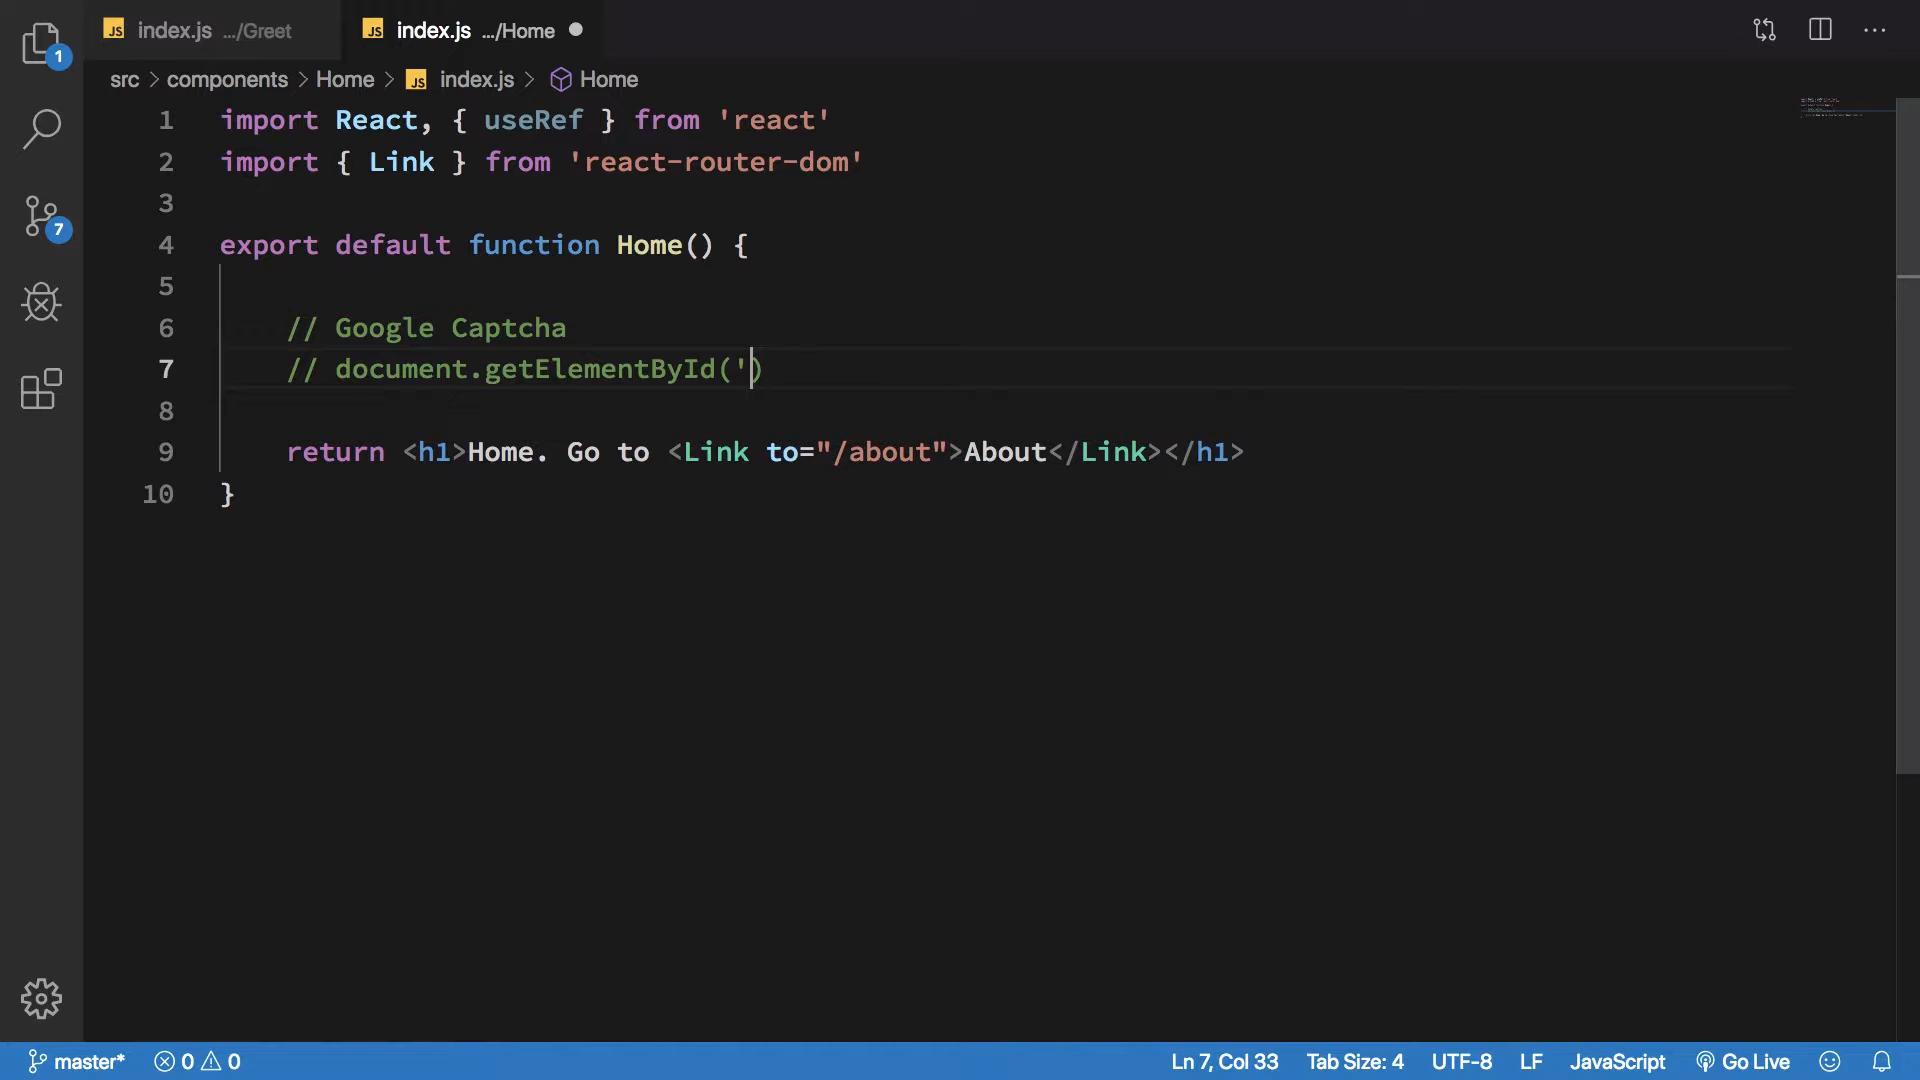 JS index.js .../Greet JS index.js .../Home
1
src > components > Home > JS index.js > Home
1 import React, { useRef } from 'react'
2 import { Link } from 'react-router-dom'
3
4 export default function Home() {
5
6 // Google Captcha
7 // document.getElementById(')
8
9 return <h1>Home. Go to <Link to="/about">About</Link></h1>
10 }
7
master* 0 0 Ln 7, Col 33 Tab Size: 4 UTF-8 LF JavaScript Go Live